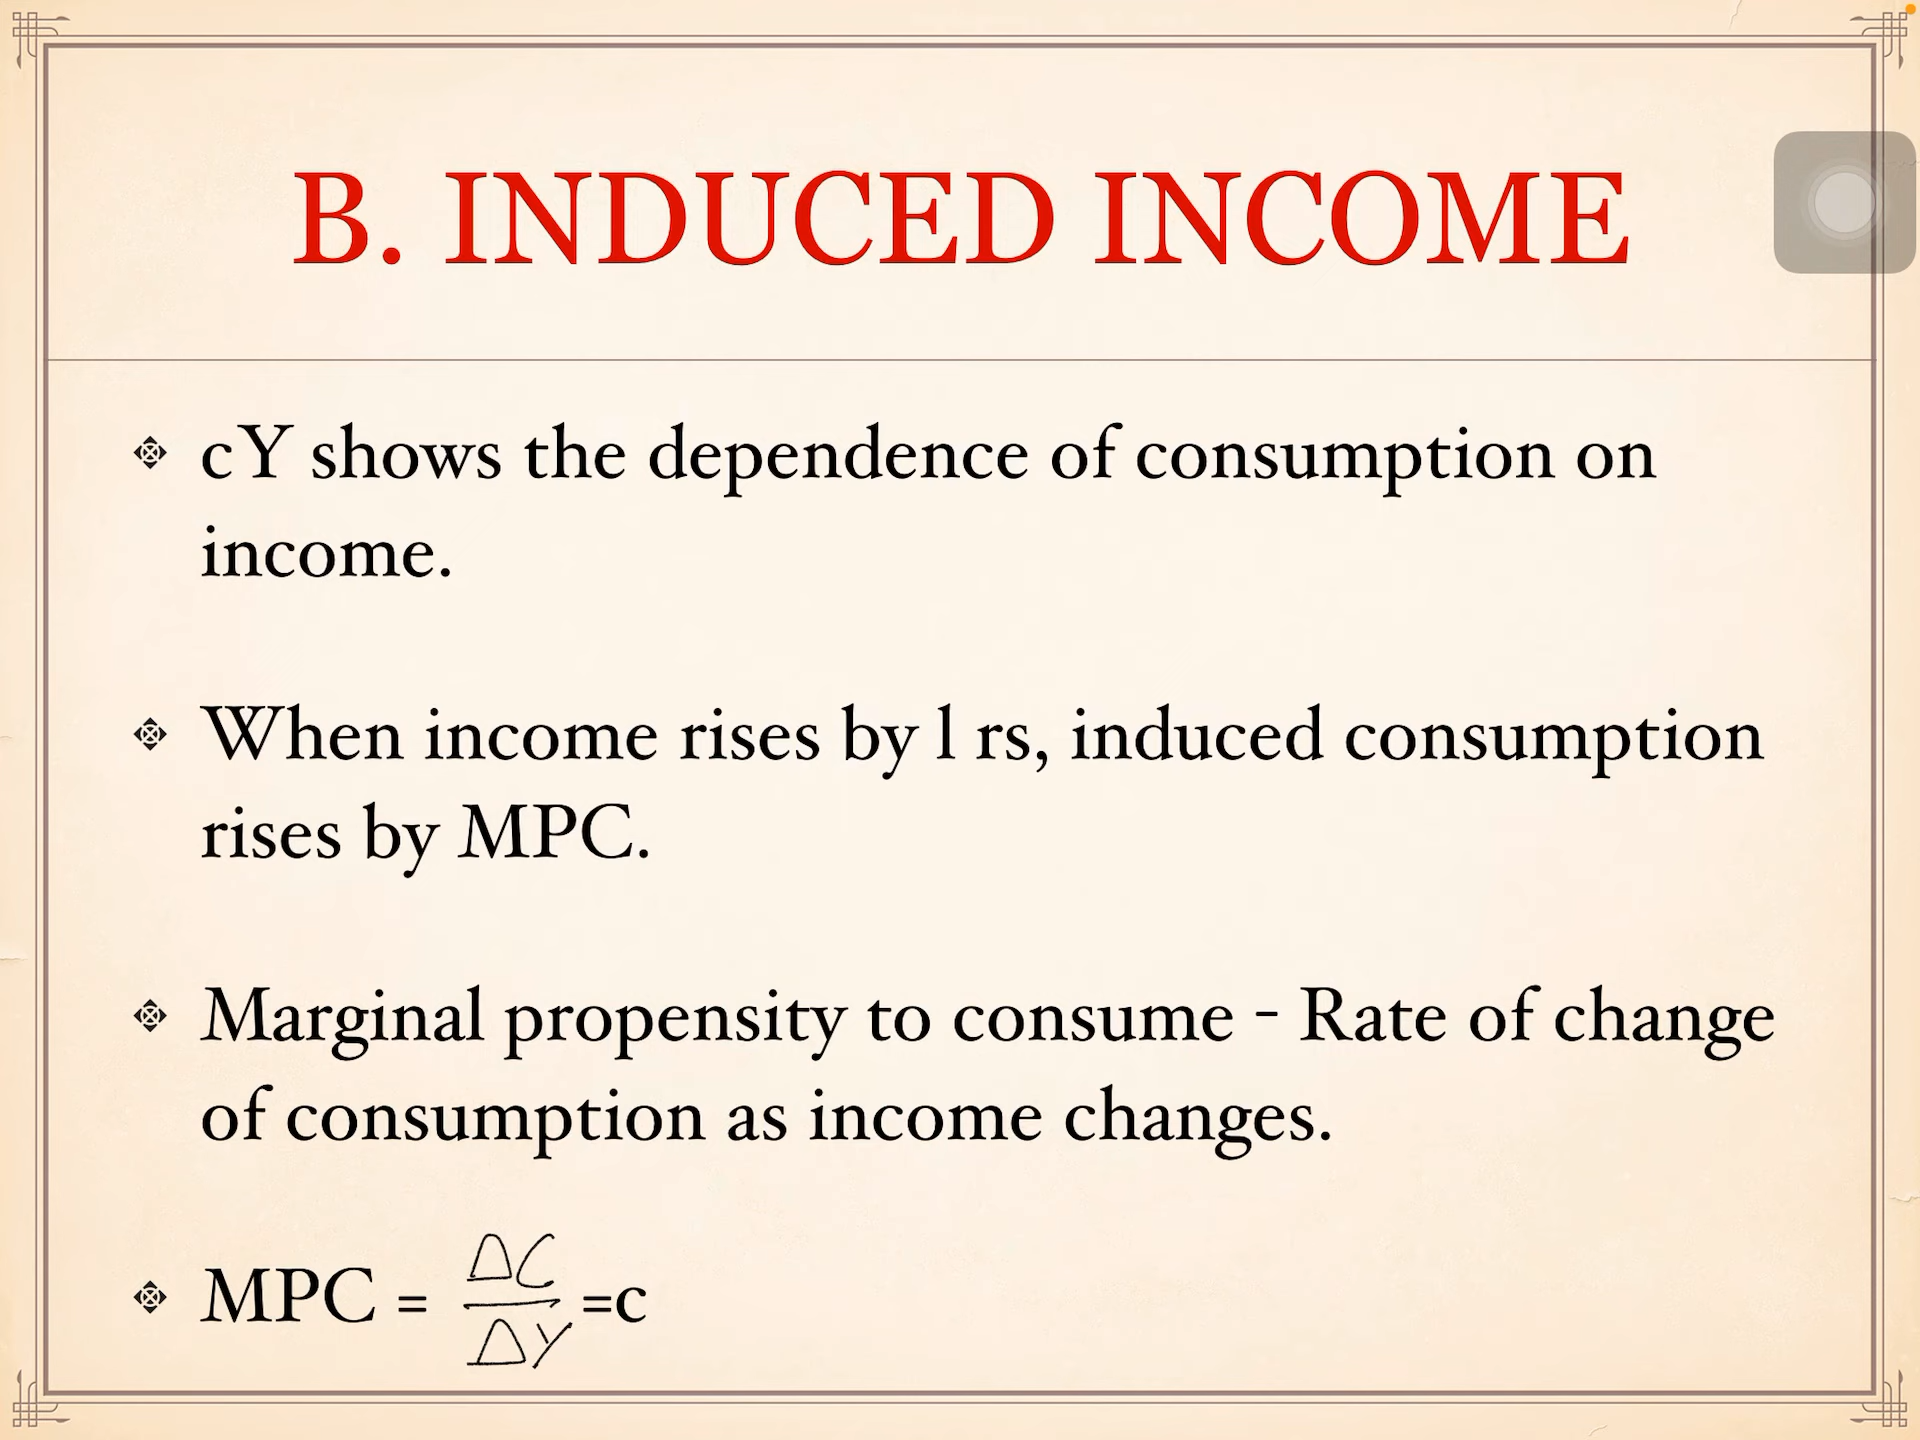 B. INDUCED INCOME
cY shows the dependence of consumption on
income.
When income rises by 1 rs, induced consumption
rises by MPC.
Marginal propensity to consume - Rate of change
of consumption as income changes.
MPC = ΔC/ΔY =c